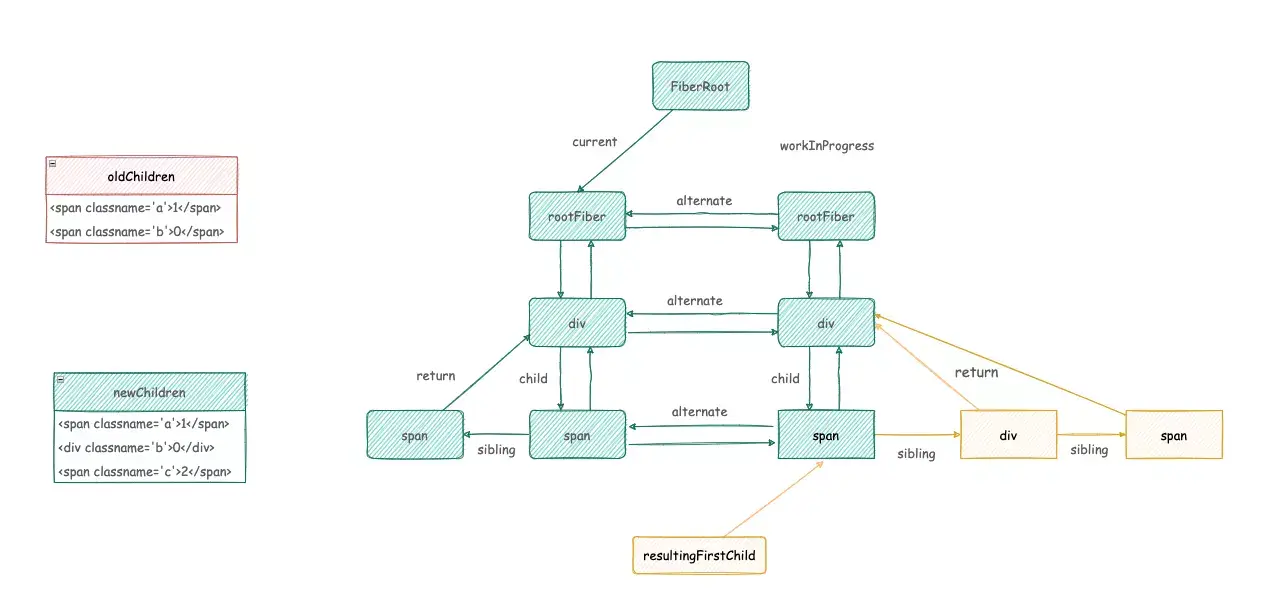 FiberRoot
current
workInProgress
oldChildren
<span classname='a'>1</span>
<span classname='b'>0</span>
rootFiber
alternate
rootFiber
alternate
div
div
newChildren
<span classname='a'>1</span>
<div classname='b'>0</div>
<span classname='c'>2</span>
return
child
child
return
alternate
span
span
span
div
span
sibling
sibling
sibling
resultingFirstChild